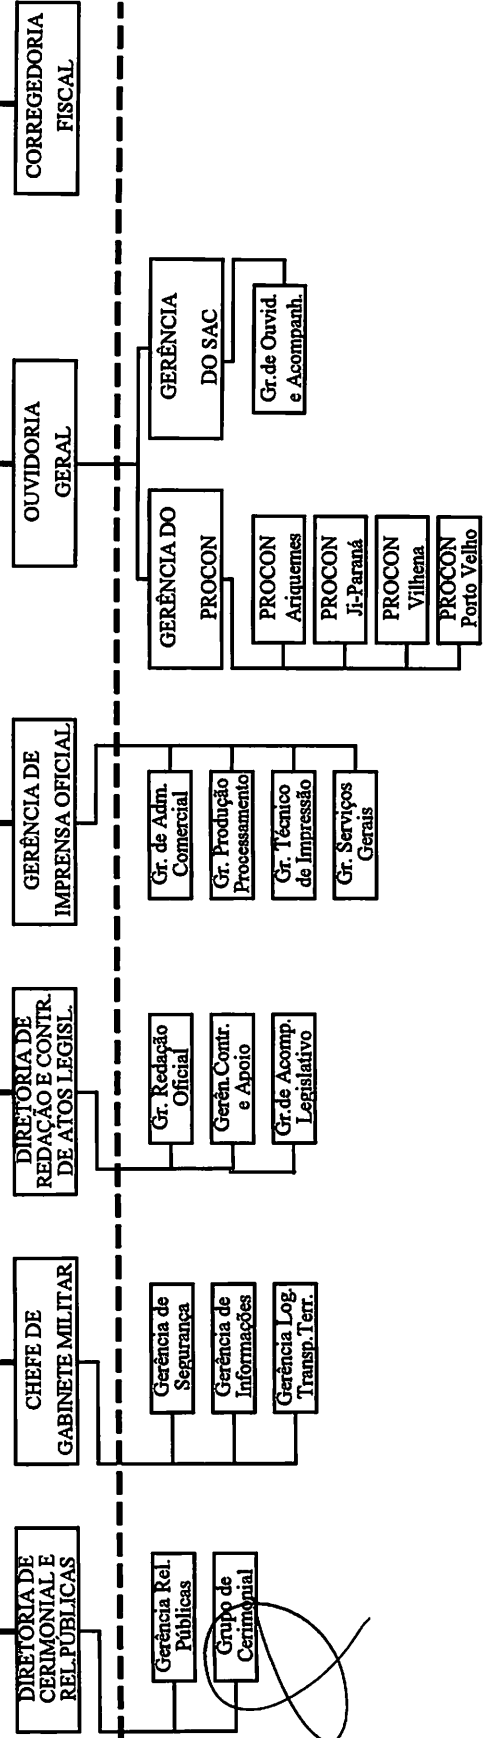 DIRETORIA DE
CERIMONIAL E
REL.PÚBLICAS
Gerência Rel.
Públicas
Grupo de
Cerimonial
CHEFE DE
GABINETE MILITAR
Gerência de
Segurança
Gerência de
Informações
Gerência Log.
Transp.Terr.
DIRETORIA DE
REDAÇÃO E CONTR.
DE ATOS LEGISL.
Gr. Redação
Oficial
Gerên.Contr.
e Apoio
Gr.de Acomp.
Legislativo
GERÊNCIA DE
IMPRENSA OFICIAL
Gr. de Adm.
Comercial
Gr. Produção
Processamento
Gr. Técnico
de Impressão
Gr. Serviços
Gerais
OUVIDORIA
GERAL
GERÊNCIA DO
PROCON
PROCON
Ariquemes
PROCON
Ji-Paraná
PROCON
Vilhena
PROCON
Porto Velho
GERÊNCIA
DO SAC
Gr.de Ouvid.
e Acompanh.
CORREGEDORIA
FISCAL